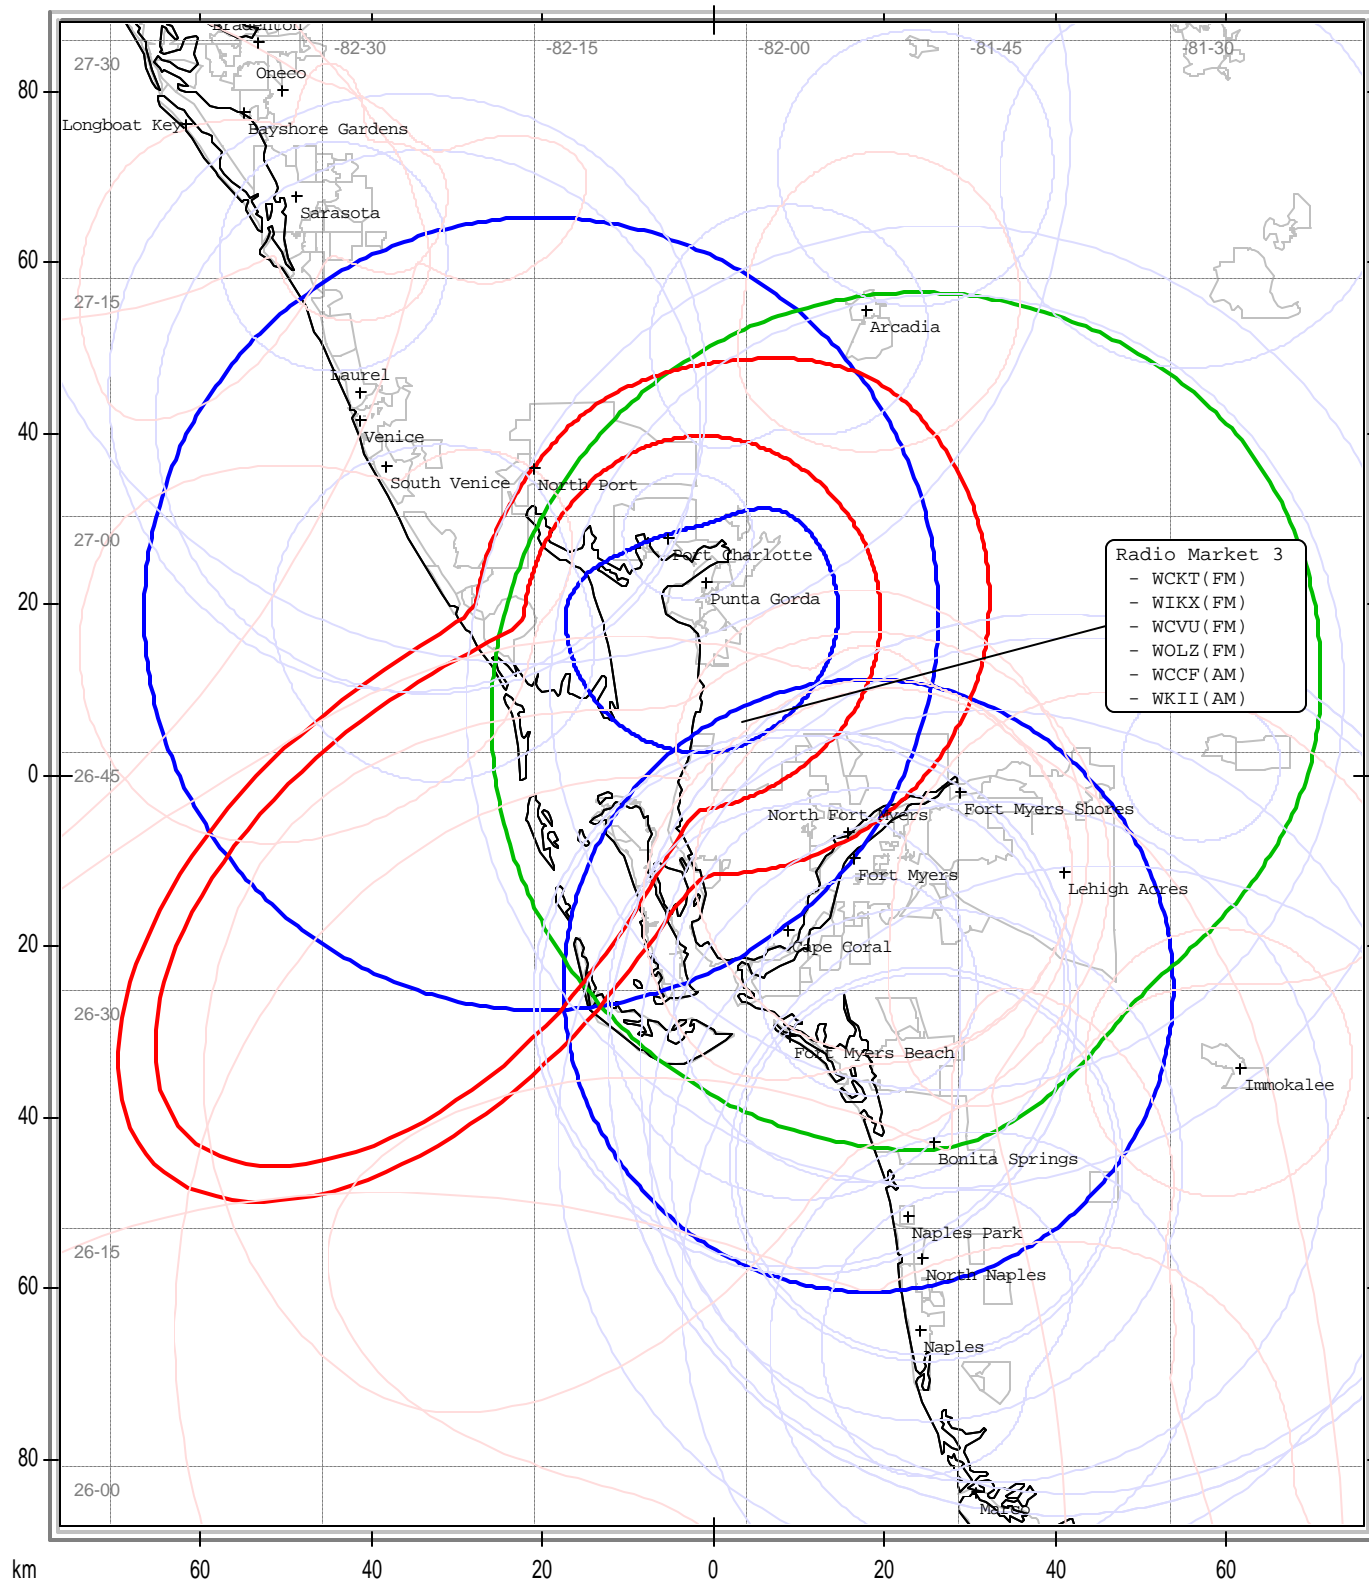 Bradenton
-82-30
-82-15
-82-00
-81-45
-81-30
27-30
Oneco
80
Longboat Key
Bayshore Gardens
Sarasota
60
27-15
Arcadia
Laurel
40
Venice
South Venice
North Port
27-00
Port Charlotte
Radio Market 3
- WCKT(FM)
- WIKX(FM)
- WCVU(FM)
- WOLZ(FM)
- WCCF(AM)
- WKII(AM)
20
Punta Gorda
0
26-45
North Fort Myers
Fort Myers Shores
Fort Myers
Lehigh Acres
20
Cape Coral
26-30
Fort Myers Beach
Immokalee
40
Bonita Springs
Naples Park
26-15
North Naples
60
Naples
80
26-00
Marco
km
60
40
20
0
20
40
60